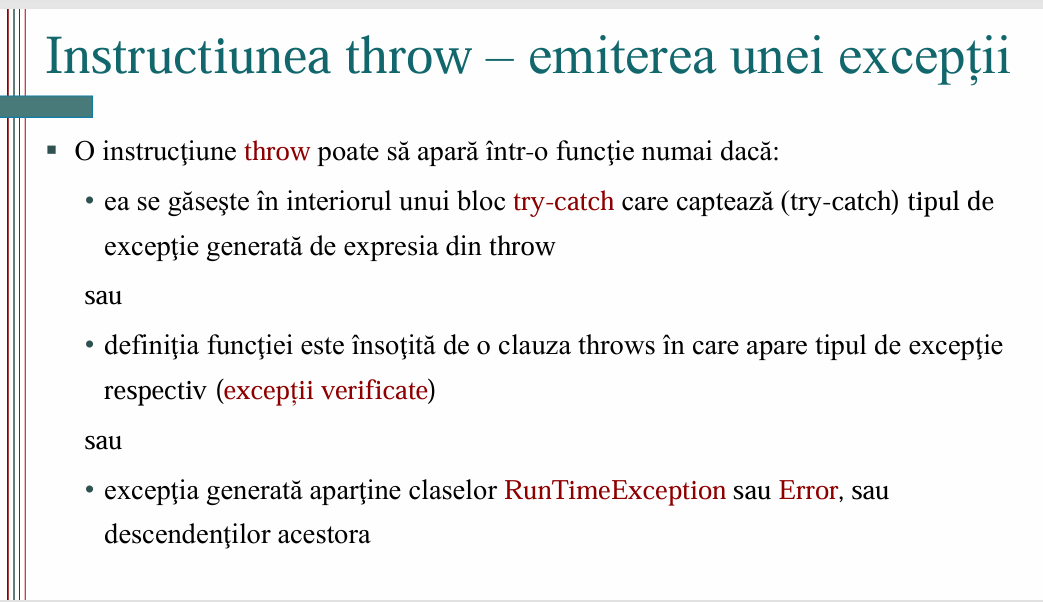 Instructiunea throw – emiterea unei excepții
▪ O instrucţiune throw poate să apară într-o funcţie numai dacă:
• ea se găseşte în interiorul unui bloc try-catch care captează (try-catch) tipul de
excepţie generată de expresia din throw
sau
• definiţia funcţiei este însoţită de o clauza throws în care apare tipul de excepţie
respectiv (excepții verificate)
sau
• excepţia generată aparţine claselor RunTimeException sau Error, sau
descendenţilor acestora